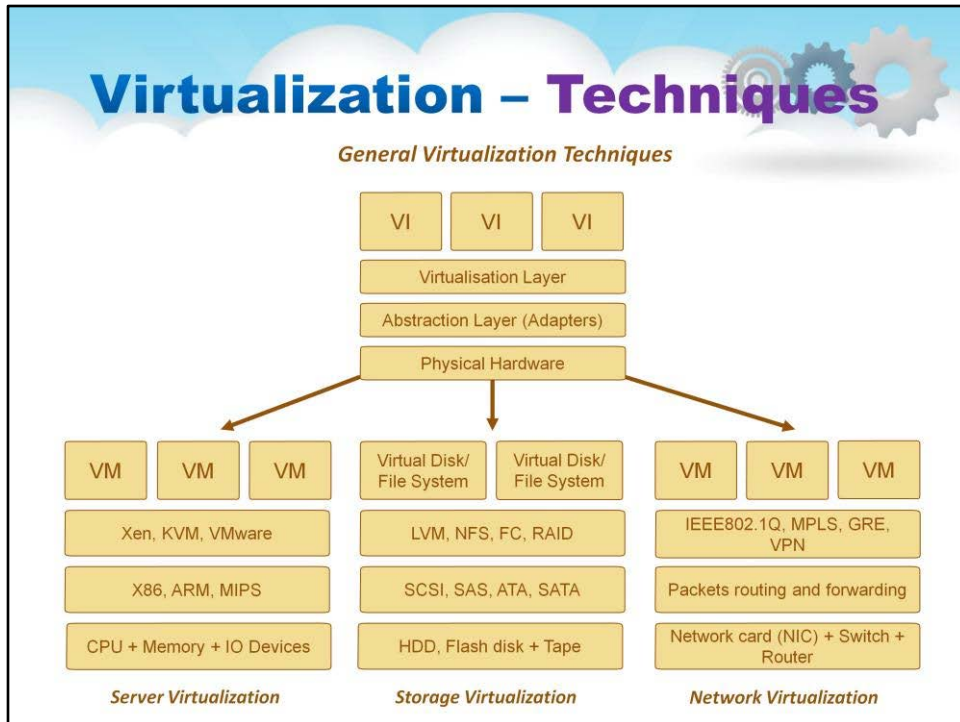 Virtualization – Techniques
General Virtualization Techniques
VI VI VI
Virtualisation Layer
Abstraction Layer (Adapters)
Physical Hardware
VM VM VM
Xen, KVM, VMware
X86, ARM, MIPS
CPU + Memory + IO Devices
Server Virtualization
Virtual Disk/
File System
Virtual Disk/
File System
LVM, NFS, FC, RAID
SCSI, SAS, ATA, SATA
HDD, Flash disk + Tape
Storage Virtualization
VM VM VM
IEEE802.1Q, MPLS, GRE,
VPN
Packets routing and forwarding
Network card (NIC) + Switch +
Router
Network Virtualization